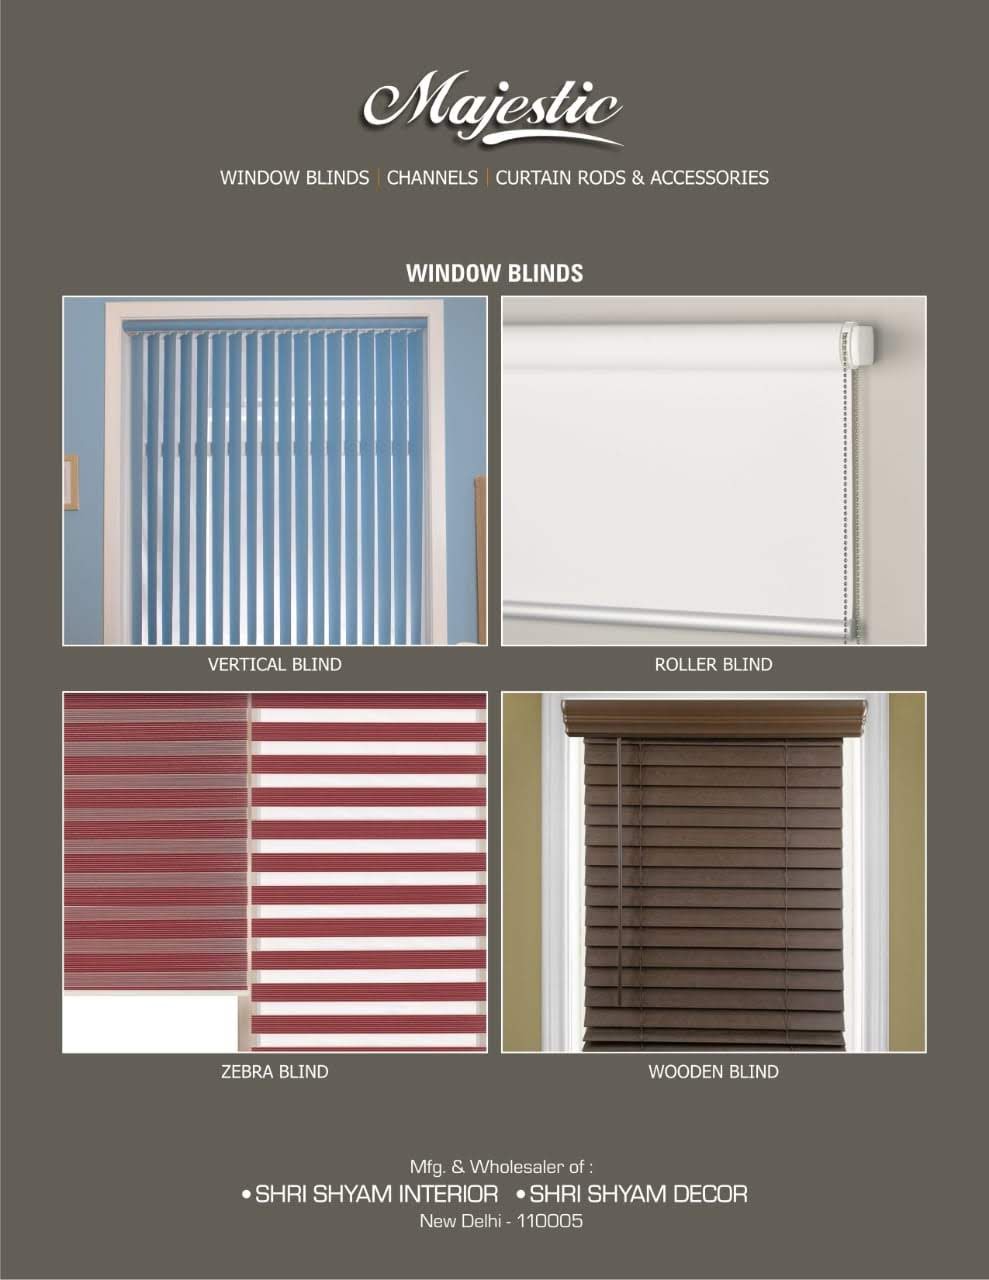 Majestic
WINDOW BLINDS | CHANNELS | CURTAIN RODS & ACCESSORIES
WINDOW BLINDS
VERTICAL BLIND
ROLLER BLIND
ZEBRA BLIND
WOODEN BLIND
Mfg. & Wholesaler of :
• SHRI SHYAM INTERIOR • SHRI SHYAM DECOR
New Delhi - 110005